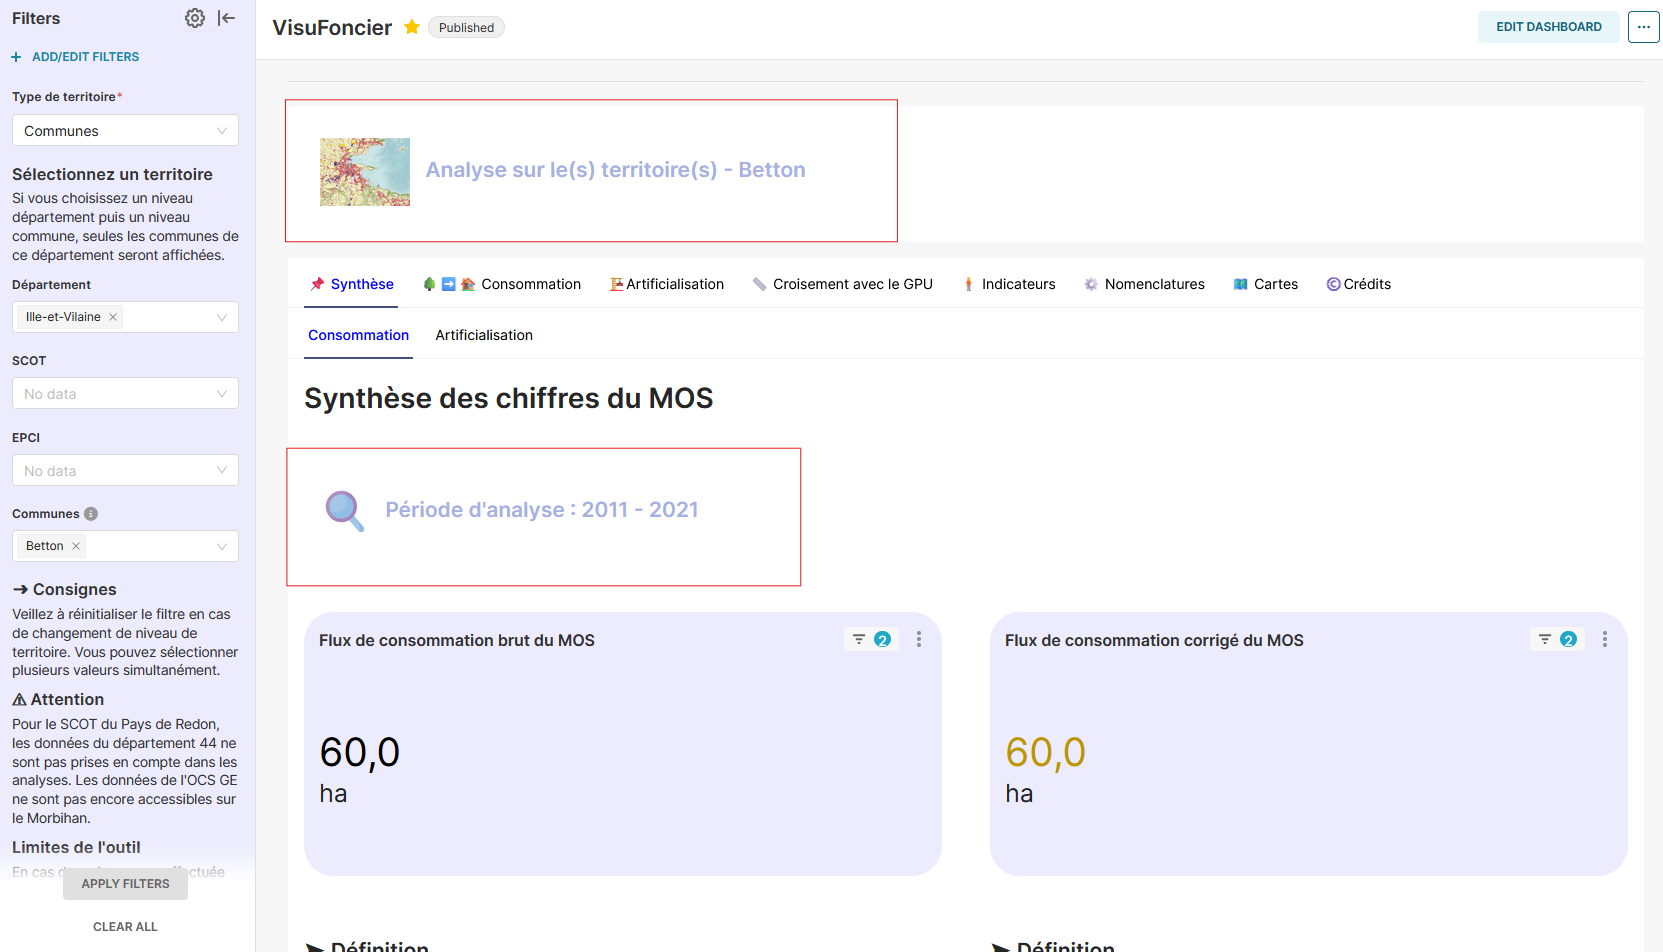 Filters
ADD/EDIT FILTERS
Type de territoire*
Communes
Sélectionnez un territoire
Si vous choisissez un niveau
département puis un niveau
commune, seules les communes de
ce département seront affichées.
Département
Ille-et-Vilaine
SCOT
No data
EPCI
No data
Communes
Betton
➔ Consignes
Veillez à réinitialiser le filtre en cas
de changement de niveau de
territoire. Vous pouvez sélectionner
plusieurs valeurs simultanément.
⚠ Attention
Pour le SCOT du Pays de Redon,
les données du département 44 ne
sont pas prises en compte dans les
analyses. Les données de l'OCS GE
ne sont pas encore accessibles sur
le Morbihan.
Limites de l'outil
En cas
APPLY FILTERS
CLEAR ALL
VisuFoncier
Published
EDIT DASHBOARD
Analyse sur le(s) territoire(s) - Betton
Synthèse Consommation Artificialisation Croisement avec le GPU Indicateurs Nomenclatures Cartes Crédits
Consommation Artificialisation
Synthèse des chiffres du MOS
Période d'analyse : 2011 - 2021
Flux de consommation brut du MOS
2
60,0
ha
Flux de consommation corrigé du MOS
2
60,0
ha
➤ Définition
➤ Définition